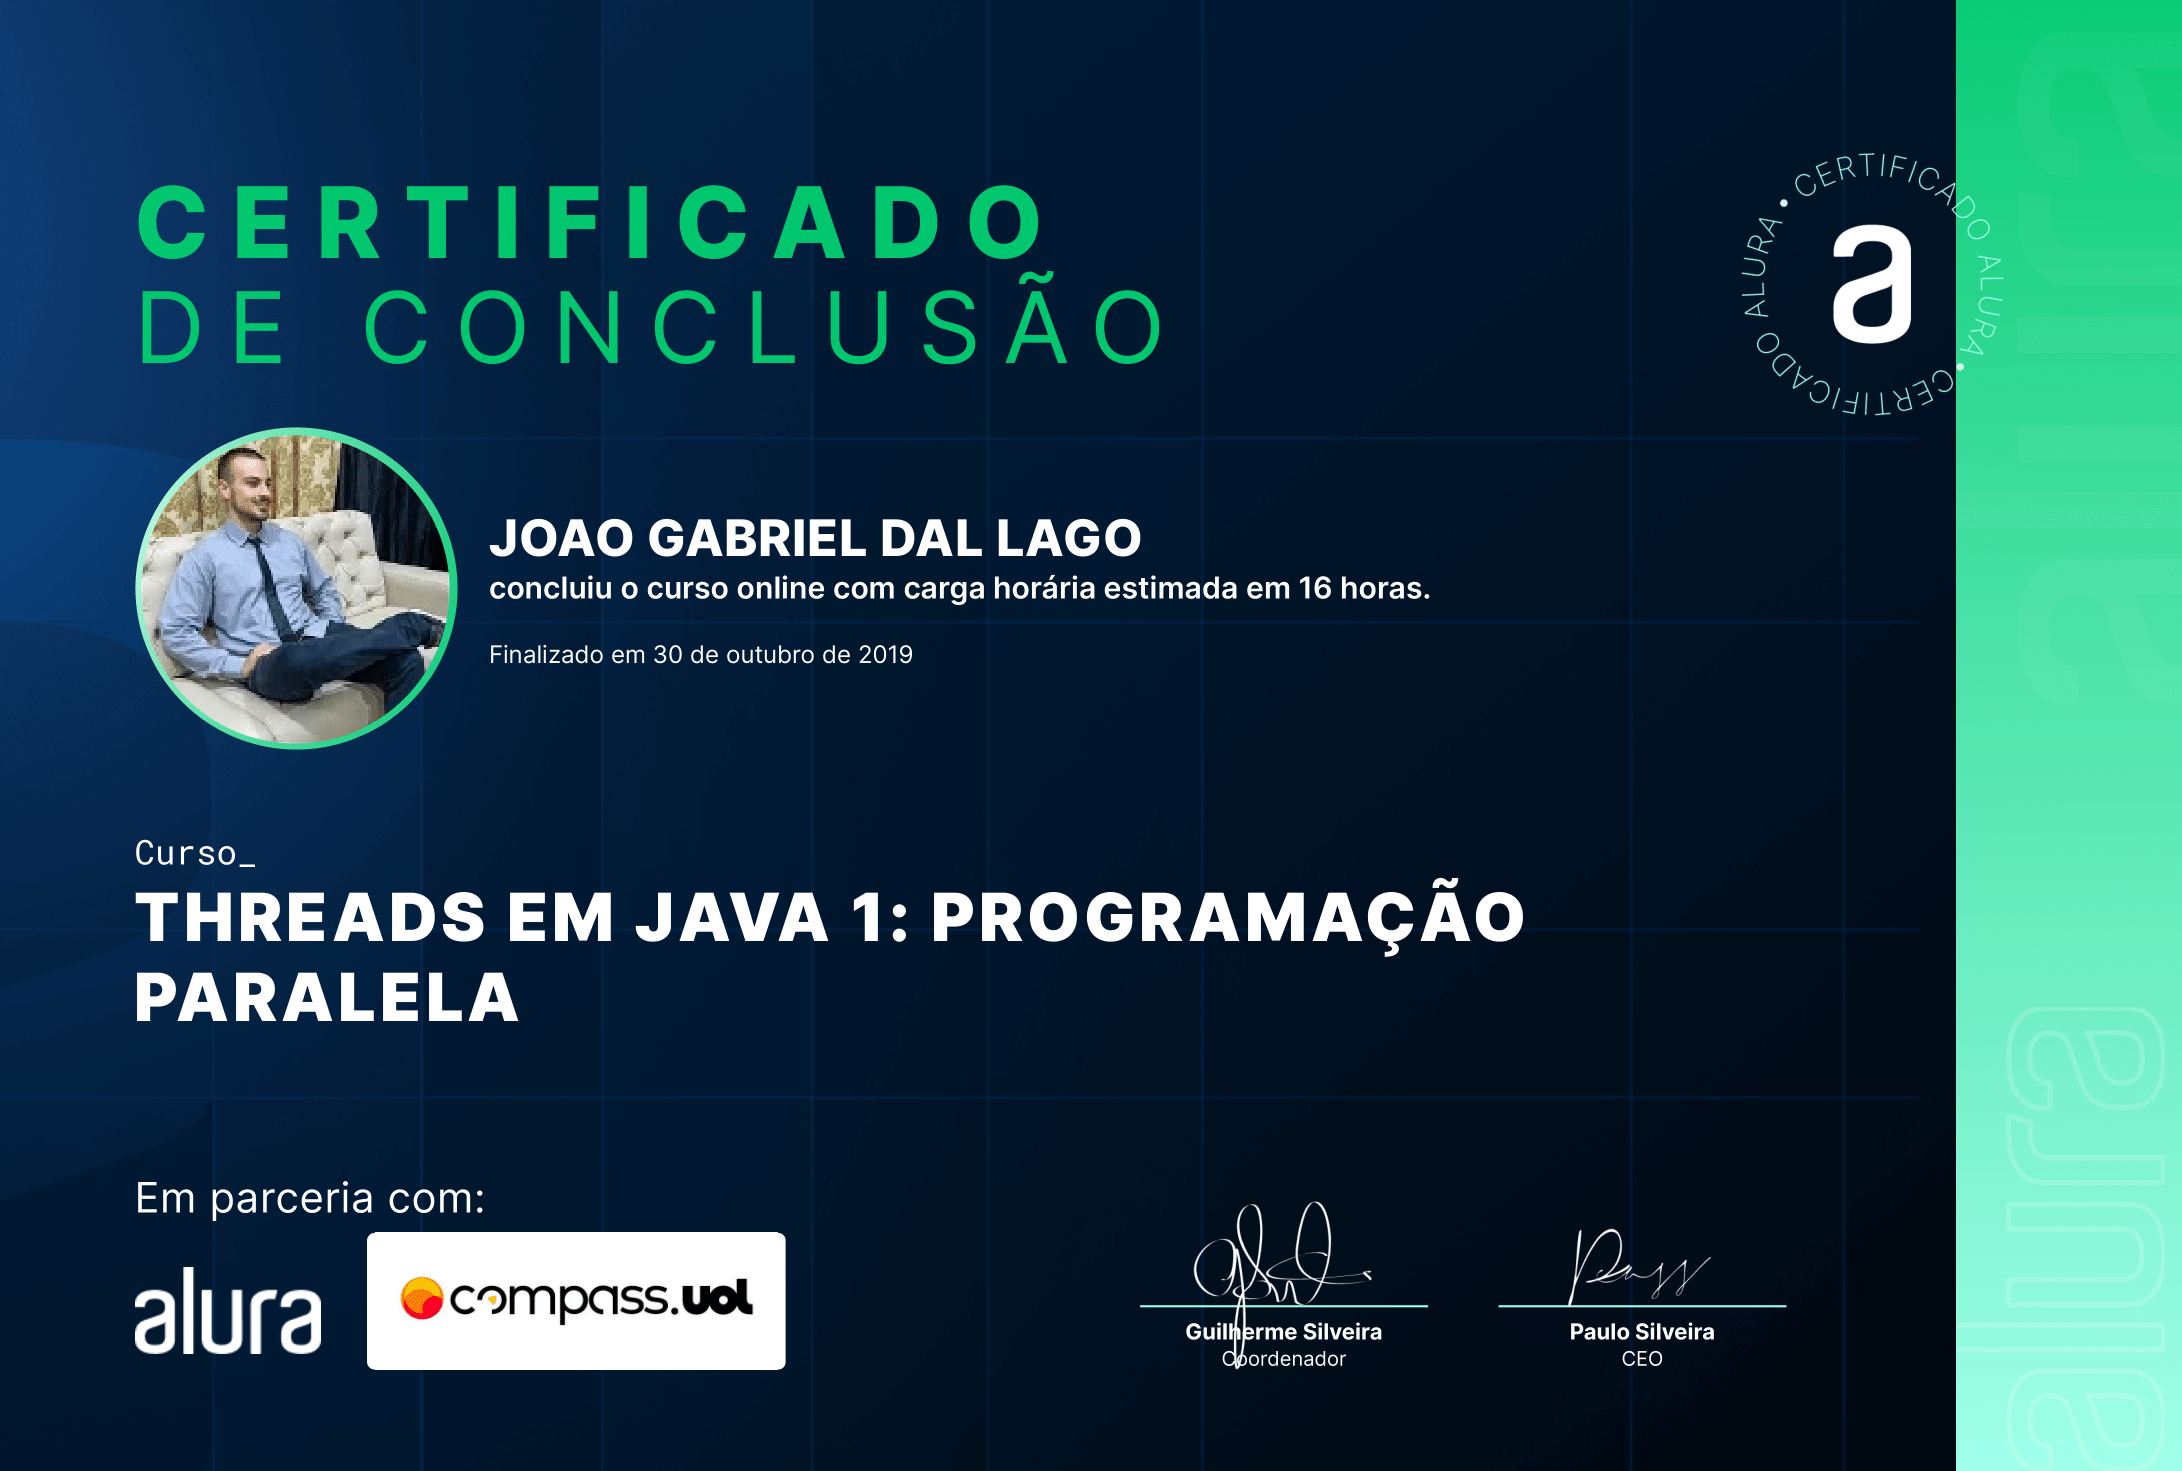 CERTIFICADO
DE CONCLUSÃO
CERTIFICADO ALURA • CERTIFICADO ALURA •
a
JOAO GABRIEL DAL LAGO
concluiu o curso online com carga horária estimada em 16 horas.
Finalizado em 30 de outubro de 2019
Curso_
THREADS EM JAVA 1: PROGRAMAÇÃO
PARALELA
Em parceria com:
alura
compass.uol
Guilherme Silveira
Coordenador
Paulo Silveira
CEO
alura
alura